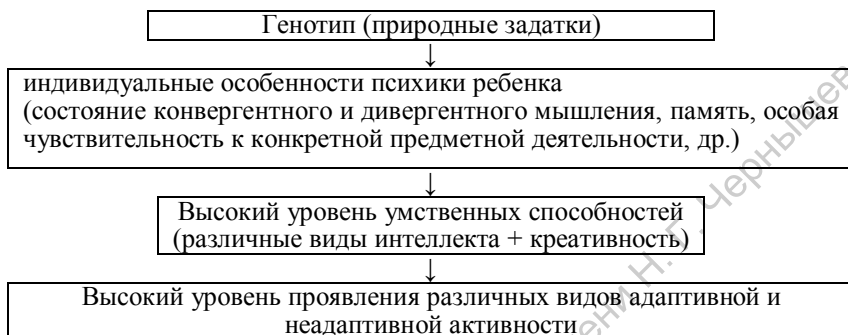 Генотип (природные задатки)
↓
индивидуальные особенности психики ребенка
(состояние конвергентного и дивергентного мышления, память, особая
чувствительность к конкретной предметной деятельности, др.)
↓
Высокий уровень умственных способностей
(различные виды интеллекта + креативность)
↓
Высокий уровень проявления различных видов адаптивной и
неадаптивной активности
Н. Г. Чернышев